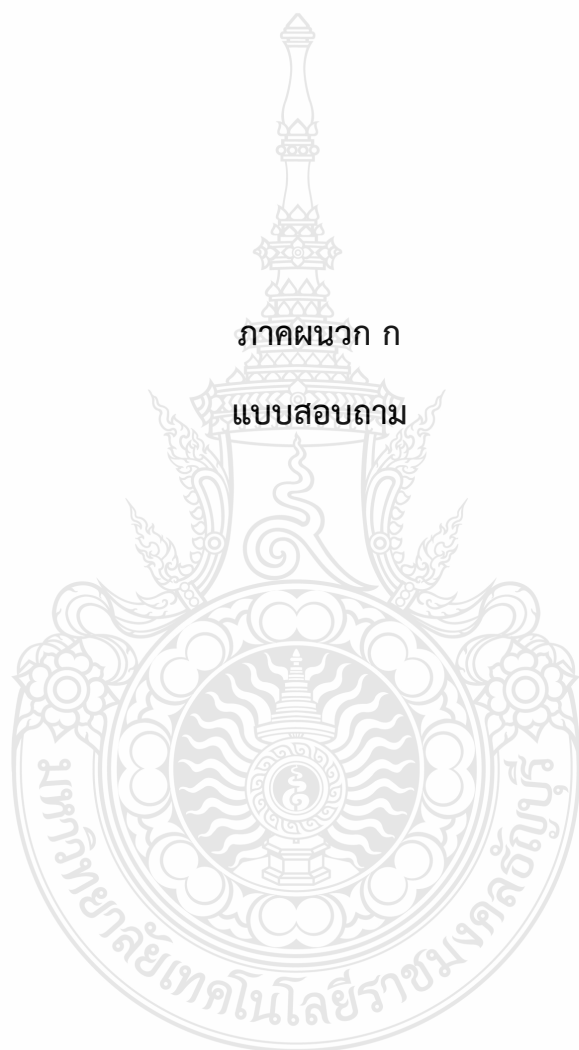 ภาคผนวก ก
แบบสอบถาม
มหาวิทยาลัยเทคโนโลยีราชมงคลธัญบุรี